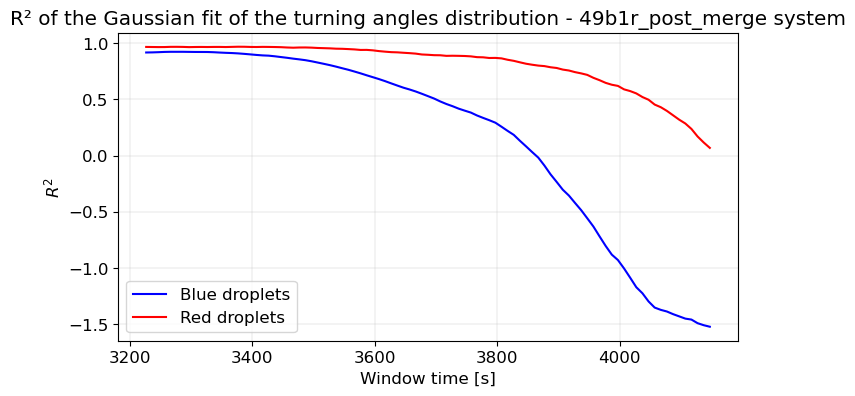 R² of the Gaussian fit of the turning angles distribution - 49b1r_post_merge system
1.0
0.5
0.0
−0.5
−1.0
−1.5
R²
Blue droplets
Red droplets
3200 3400 3600 3800 4000
Window time [s]